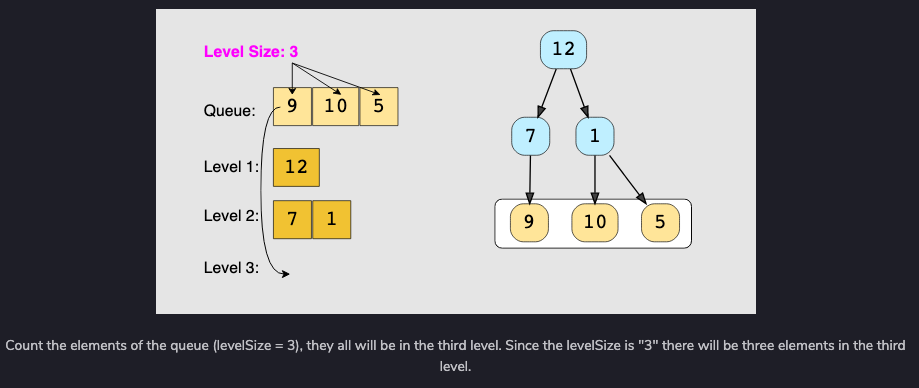 Level Size: 3
Queue: 9 10 5
Level 1: 12
Level 2: 7 1
Level 3:
12
7 1
9 10 5
Count the elements of the queue (levelSize = 3), they all will be in the third level. Since the levelSize is "3" there will be three elements in the third
level.